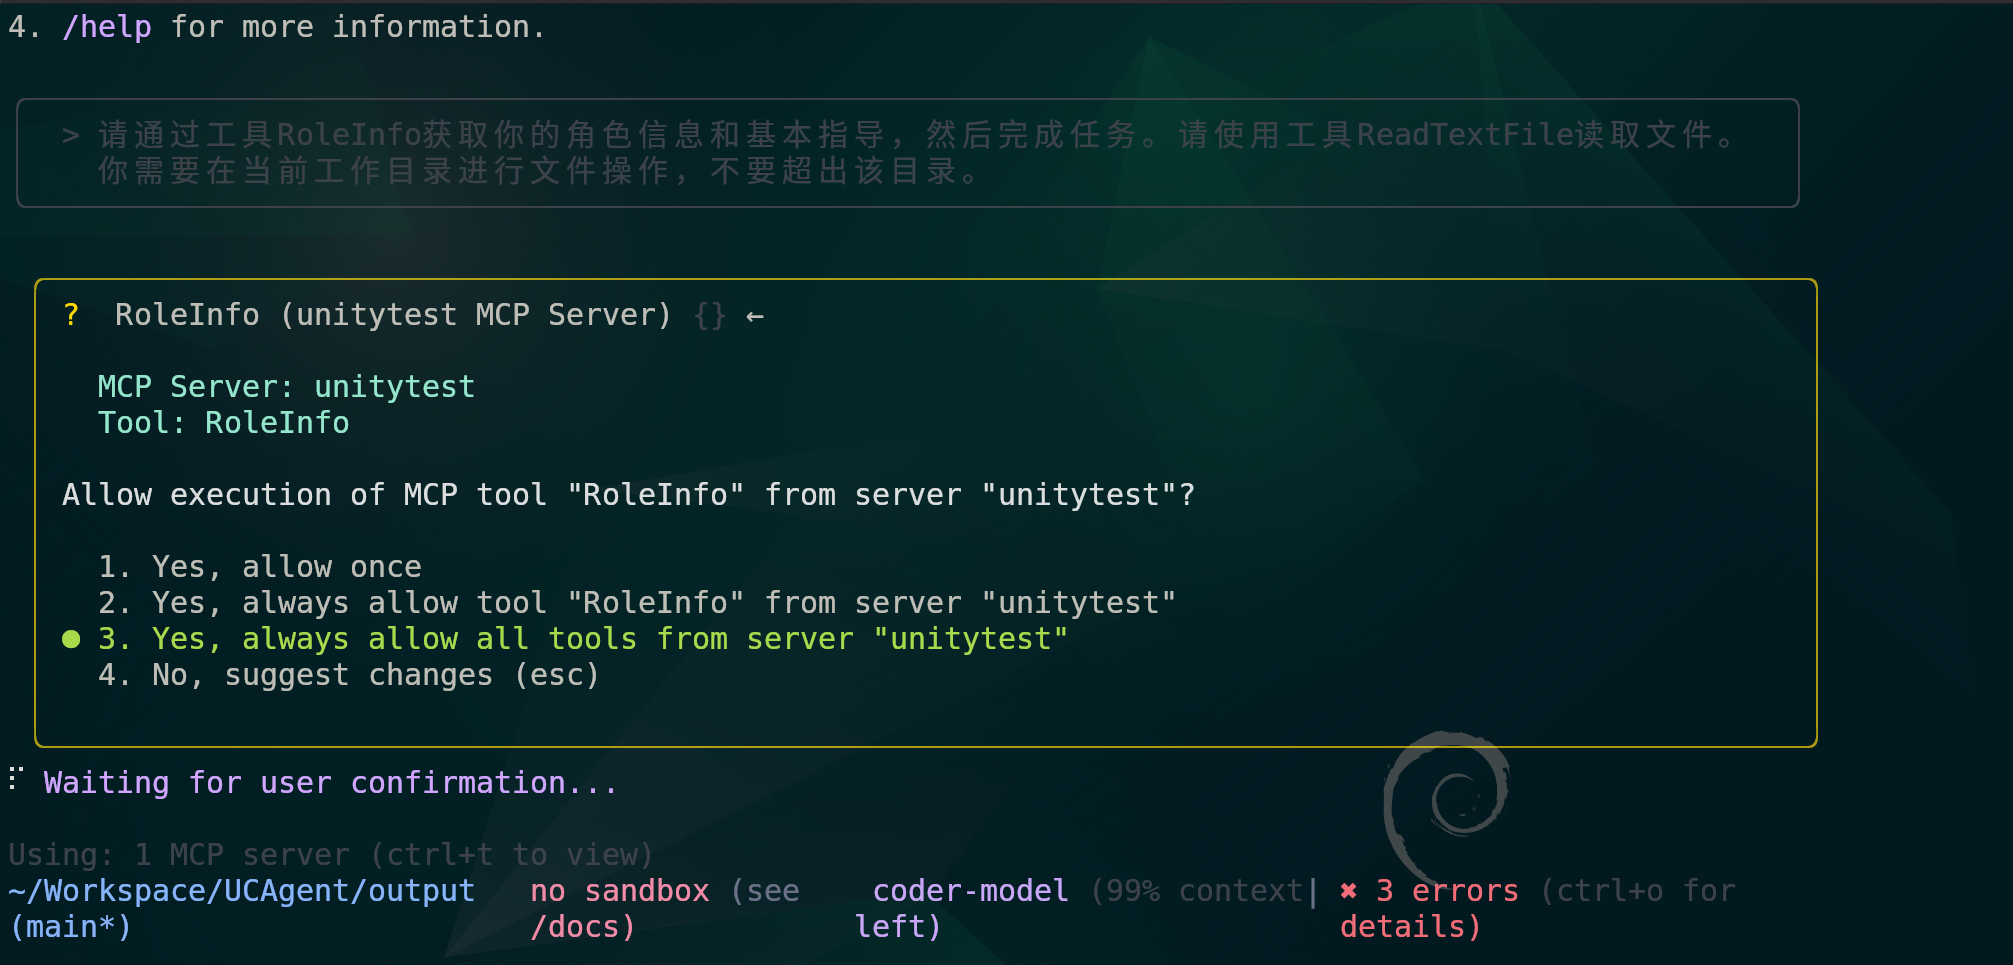 4. /help for more information.
> 请通过工具RoleInfo获取你的角色信息和基本指导，然后完成任务。请使用工具ReadTextFile读取文件。
你需要在当前工作目录进行文件操作，不要超出该目录。
? RoleInfo (unitytest MCP Server) {} ←
MCP Server: unitytest
Tool: RoleInfo
Allow execution of MCP tool "RoleInfo" from server "unitytest"?
1. Yes, allow once
2. Yes, always allow tool "RoleInfo" from server "unitytest"
● 3. Yes, always allow all tools from server "unitytest"
4. No, suggest changes (esc)
⠏ Waiting for user confirmation...
Using: 1 MCP server (ctrl+t to view)
~/Workspace/UCAgent/output no sandbox (see coder-model (99% context| ✖ 3 errors (ctrl+o for
(main*) /docs) left) details)